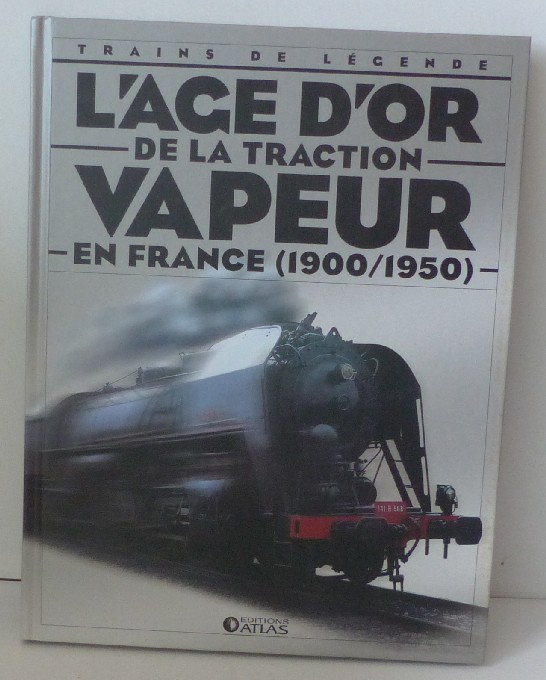 TRAINS DE LÉGENDE
L'AGE D'OR
DE LA TRACTION
VAPEUR
EN FRANCE (1900/1950)
EDITIONS
ATLAS